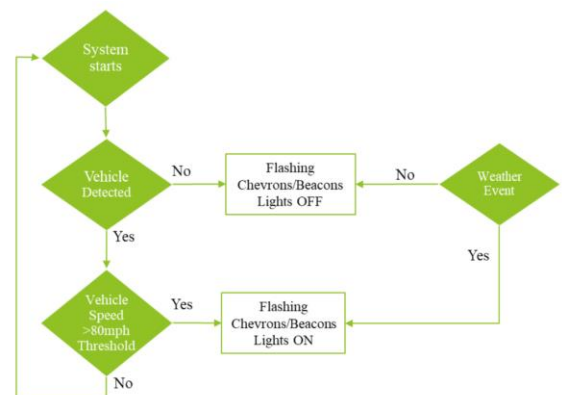 System
starts
Vehicle
Detected
No
Flashing
Chevrons/Beacons
Lights OFF
No
Weather
Event
Yes
Yes
Vehicle
Speed
>80mph
Threshold
Yes
Flashing
Chevrons/Beacons
Lights ON
No